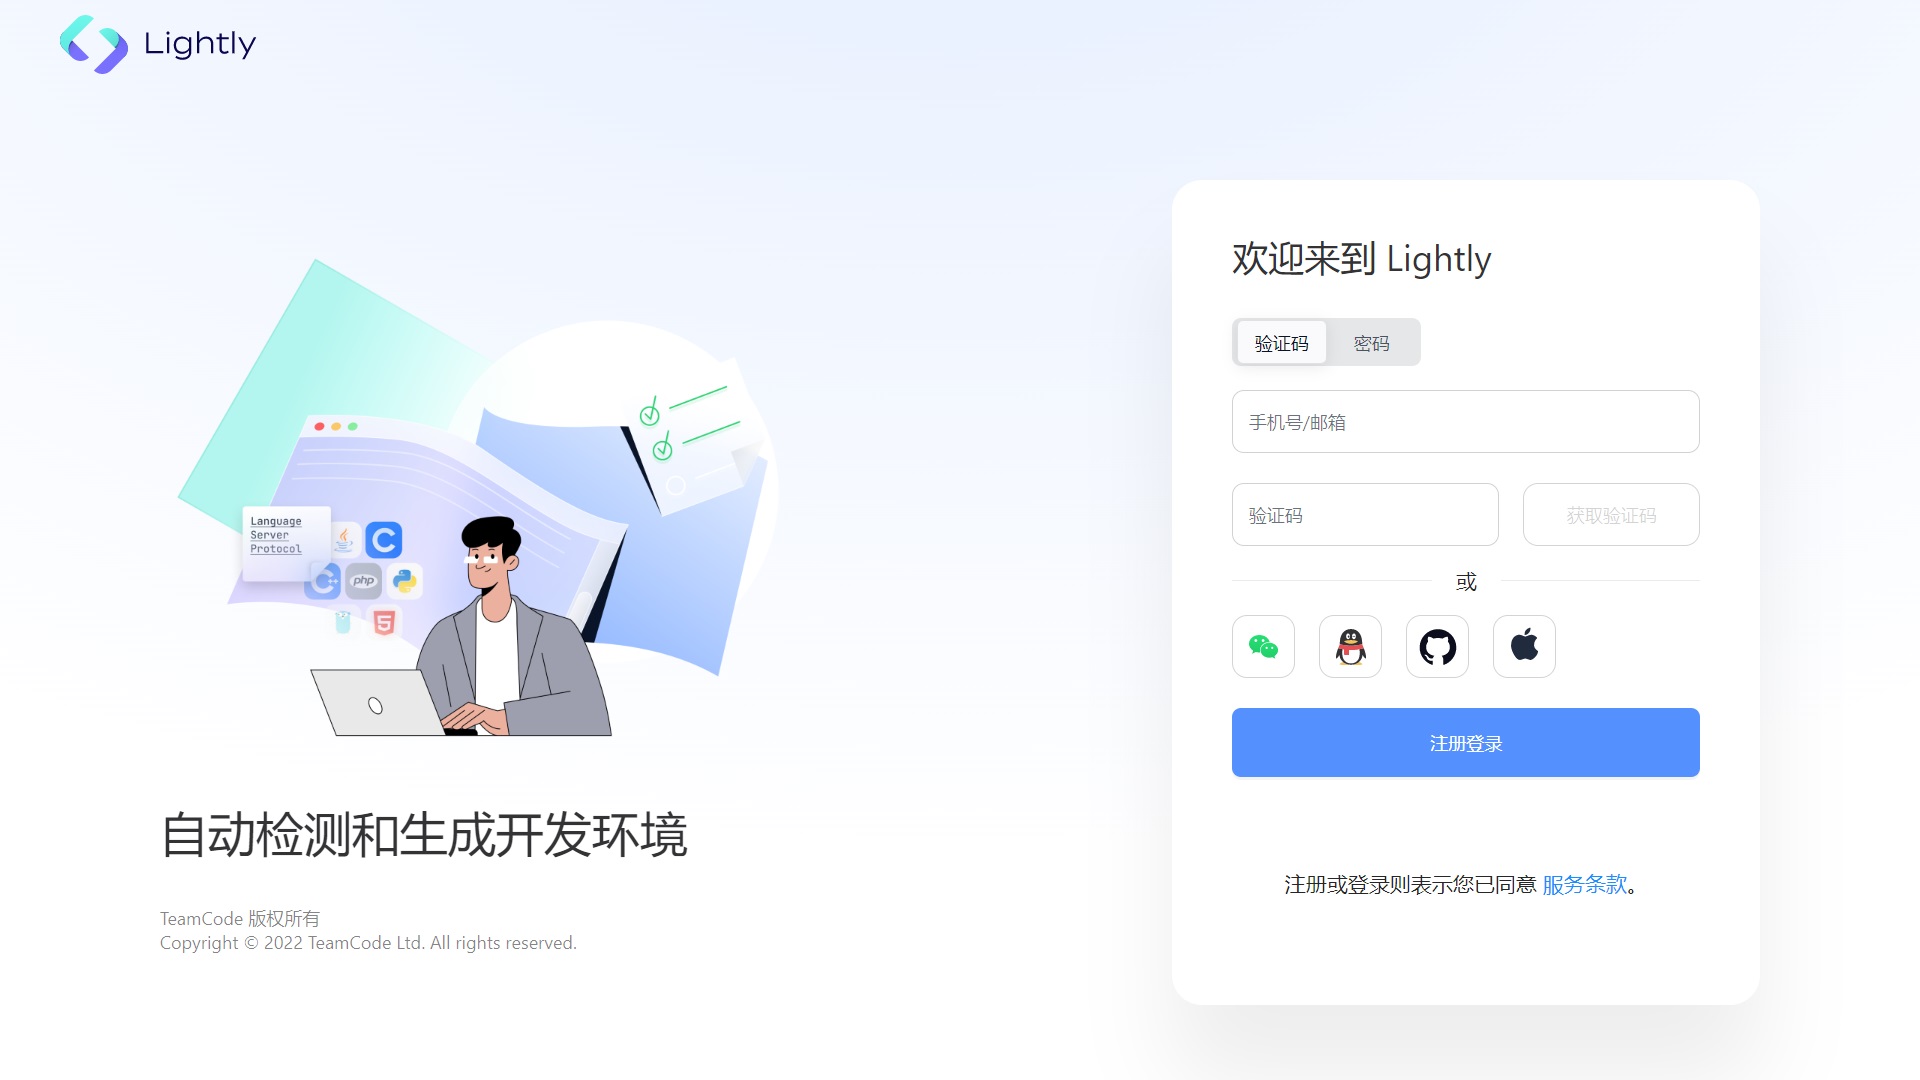 Lightly
Language
Server
Protocol
php
自动检测和生成开发环境
TeamCode 版权所有
Copyright © 2022 TeamCode Ltd. All rights reserved.
欢迎来到 Lightly
验证码 密码
手机号/邮箱
验证码 获取验证码
或
注册登录
注册或登录则表示您已同意 服务条款。